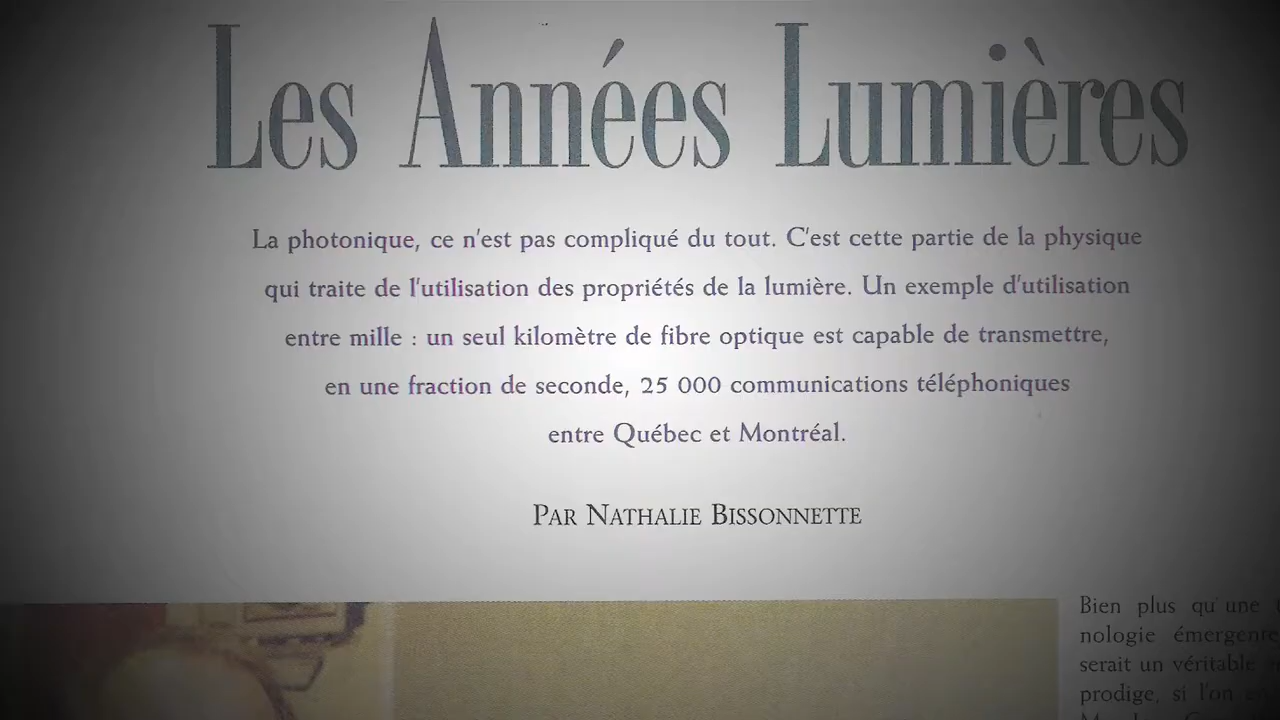 Les Années Lumières
La photonique, ce n'est pas compliqué du tout. C'est cette partie de la physique
qui traite de l'utilisation des propriétés de la lumière. Un exemple d'utilisation
entre mille : un seul kilomètre de fibre optique est capable de transmettre,
en une fraction de seconde, 25 000 communications téléphoniques
entre Québec et Montréal.
PAR NATHALIE BISSONNETTE
Bien plus qu'une
nologie émergente
serait un véritable
prodige, si l'on